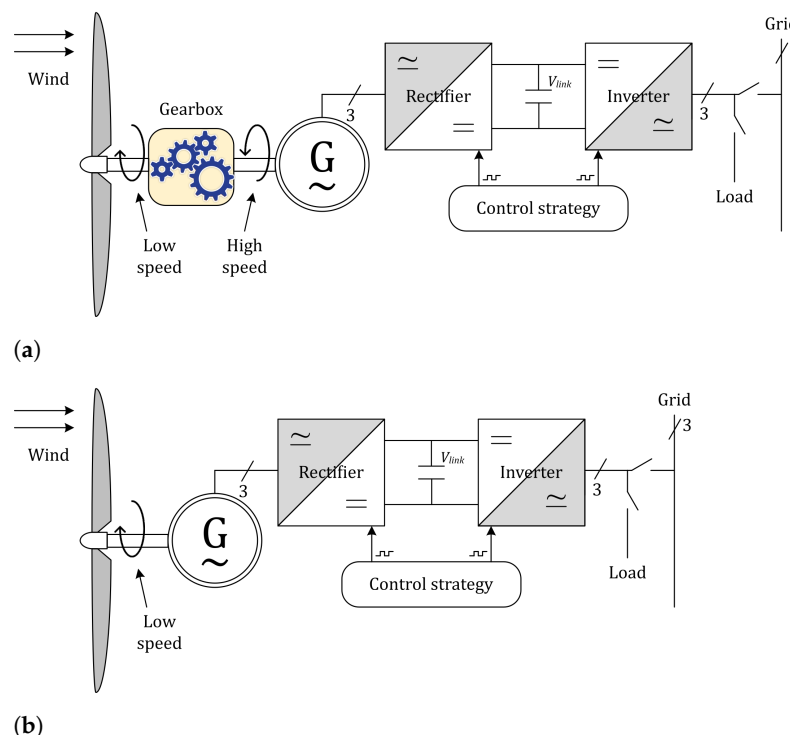 Grid
Wind
Gearbox
Rectifier
V_link
Inverter
3
3
G
Control strategy
Load
Low
speed
High
speed
(a)
Grid
3
Wind
Rectifier
V_link
Inverter
3
3
G
Control strategy
Load
Low
speed
(b)